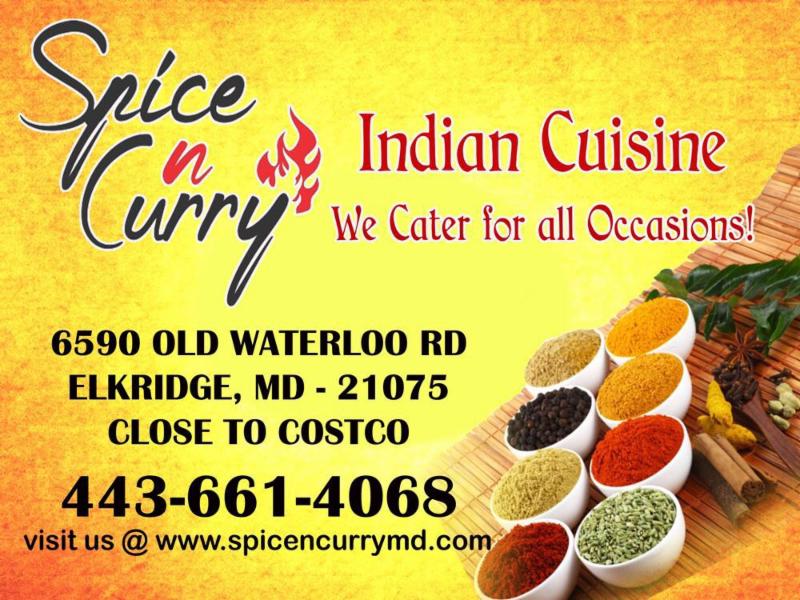 Spice
n
Curry
Indian Cuisine
We Cater for all Occasions!
6590 OLD WATERLOO RD
ELKRIDGE, MD - 21075
CLOSE TO COSTCO
443-661-4068
visit us @ www.spicencurrymd.com